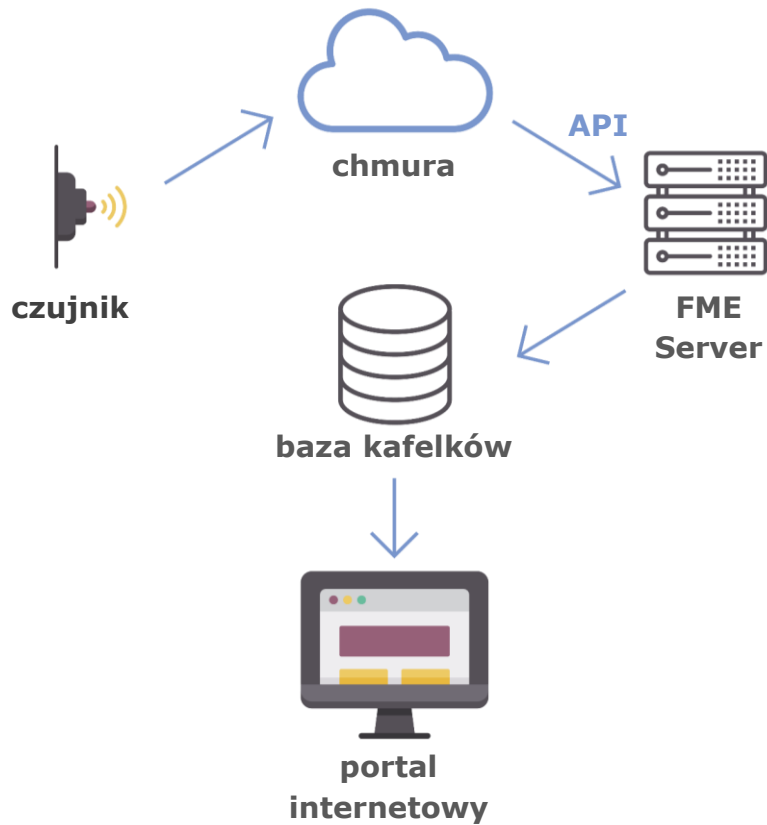 API
chmura
czujnik
FME
Server
baza kafelków
portal
internetowy